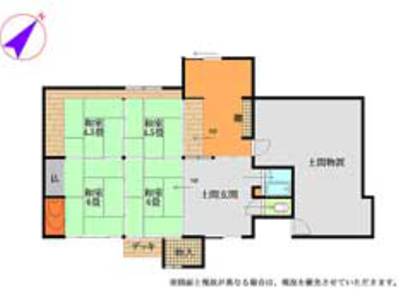 N
和室
4.5畳
和室
4.5畳
和室
6畳
和室
6畳
土間玄関
土間物置
デッキ
物入
※図面と現況が異なる場合は、現況を優先させていただきます。